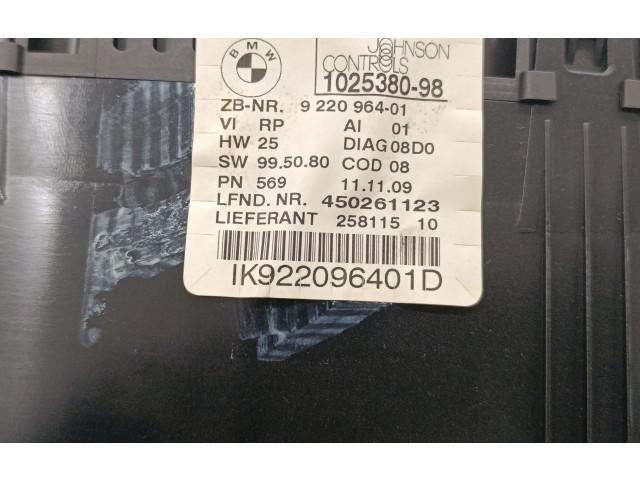 BMW
JOHNSON
CONTROLS
1025380-98
ZB-NR. 9 220 964-01
VI RP AI 01
HW 25 DIAG 08D0
SW 99.50.80 COD 08
PN 569 11.11.09
LFND. NR. 450261123
LIEFERANT 258115 10
IK922096401D